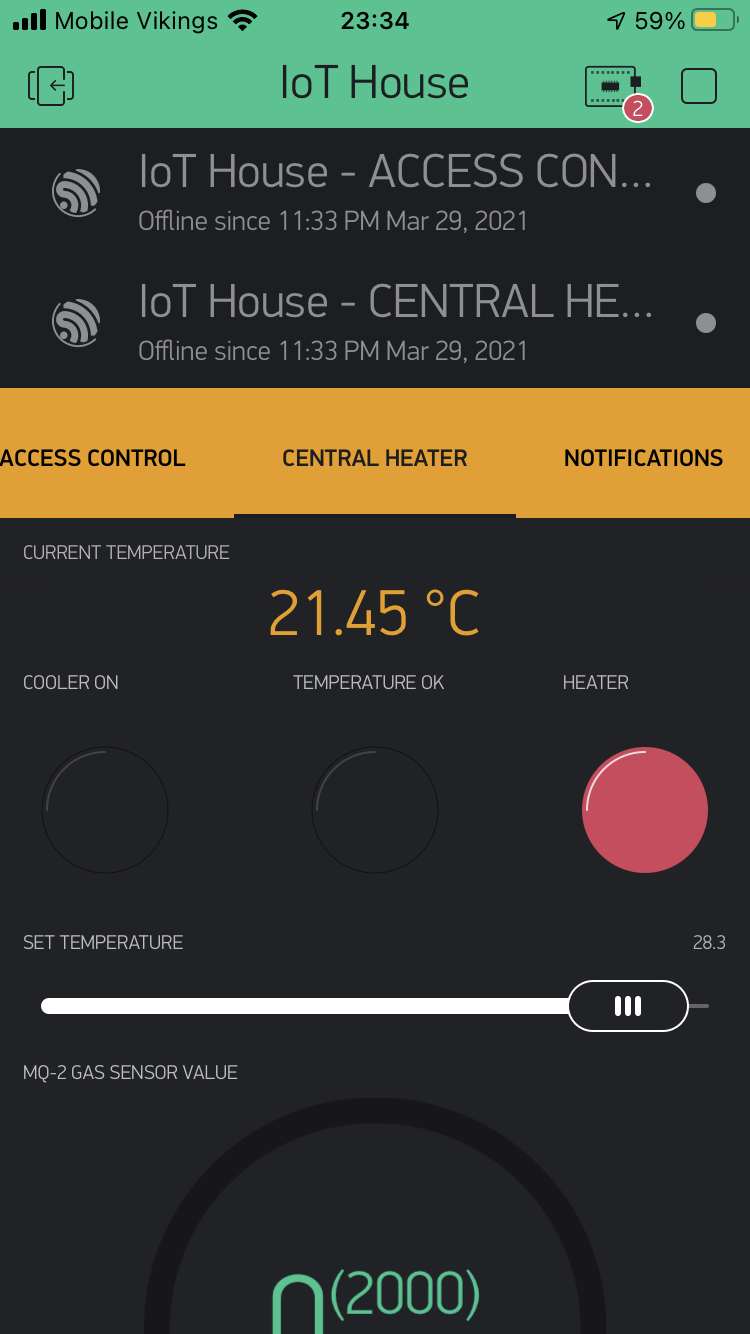 Mobile Vikings 23:34 59%
IoT House
2
IoT House - ACCESS CON...
Offline since 11:33 PM Mar 29, 2021
IoT House - CENTRAL HE...
Offline since 11:33 PM Mar 29, 2021
ACCESS CONTROL CENTRAL HEATER NOTIFICATIONS
CURRENT TEMPERATURE
21.45 °C
COOLER ON TEMPERATURE OK HEATER
SET TEMPERATURE 28.3
MQ-2 GAS SENSOR VALUE
(2000)